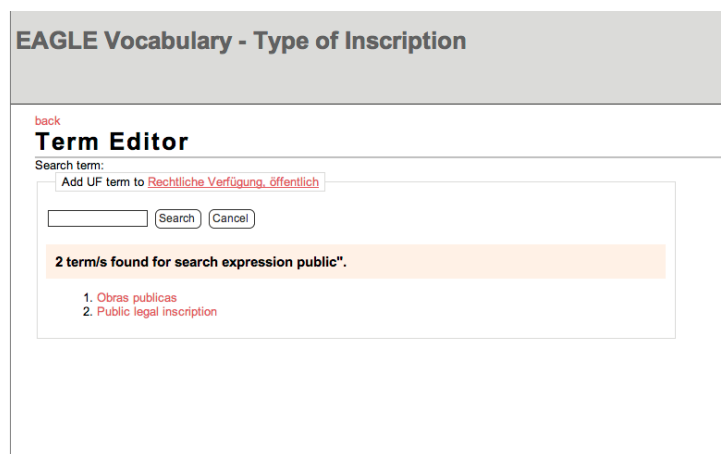 EAGLE Vocabulary - Type of Inscription
back
Term Editor
Search term:
Add UF term to Rechtliche Verfügung, öffentlich
Search Cancel
2 term/s found for search expression public".
1. Obras publicas
2. Public legal inscription